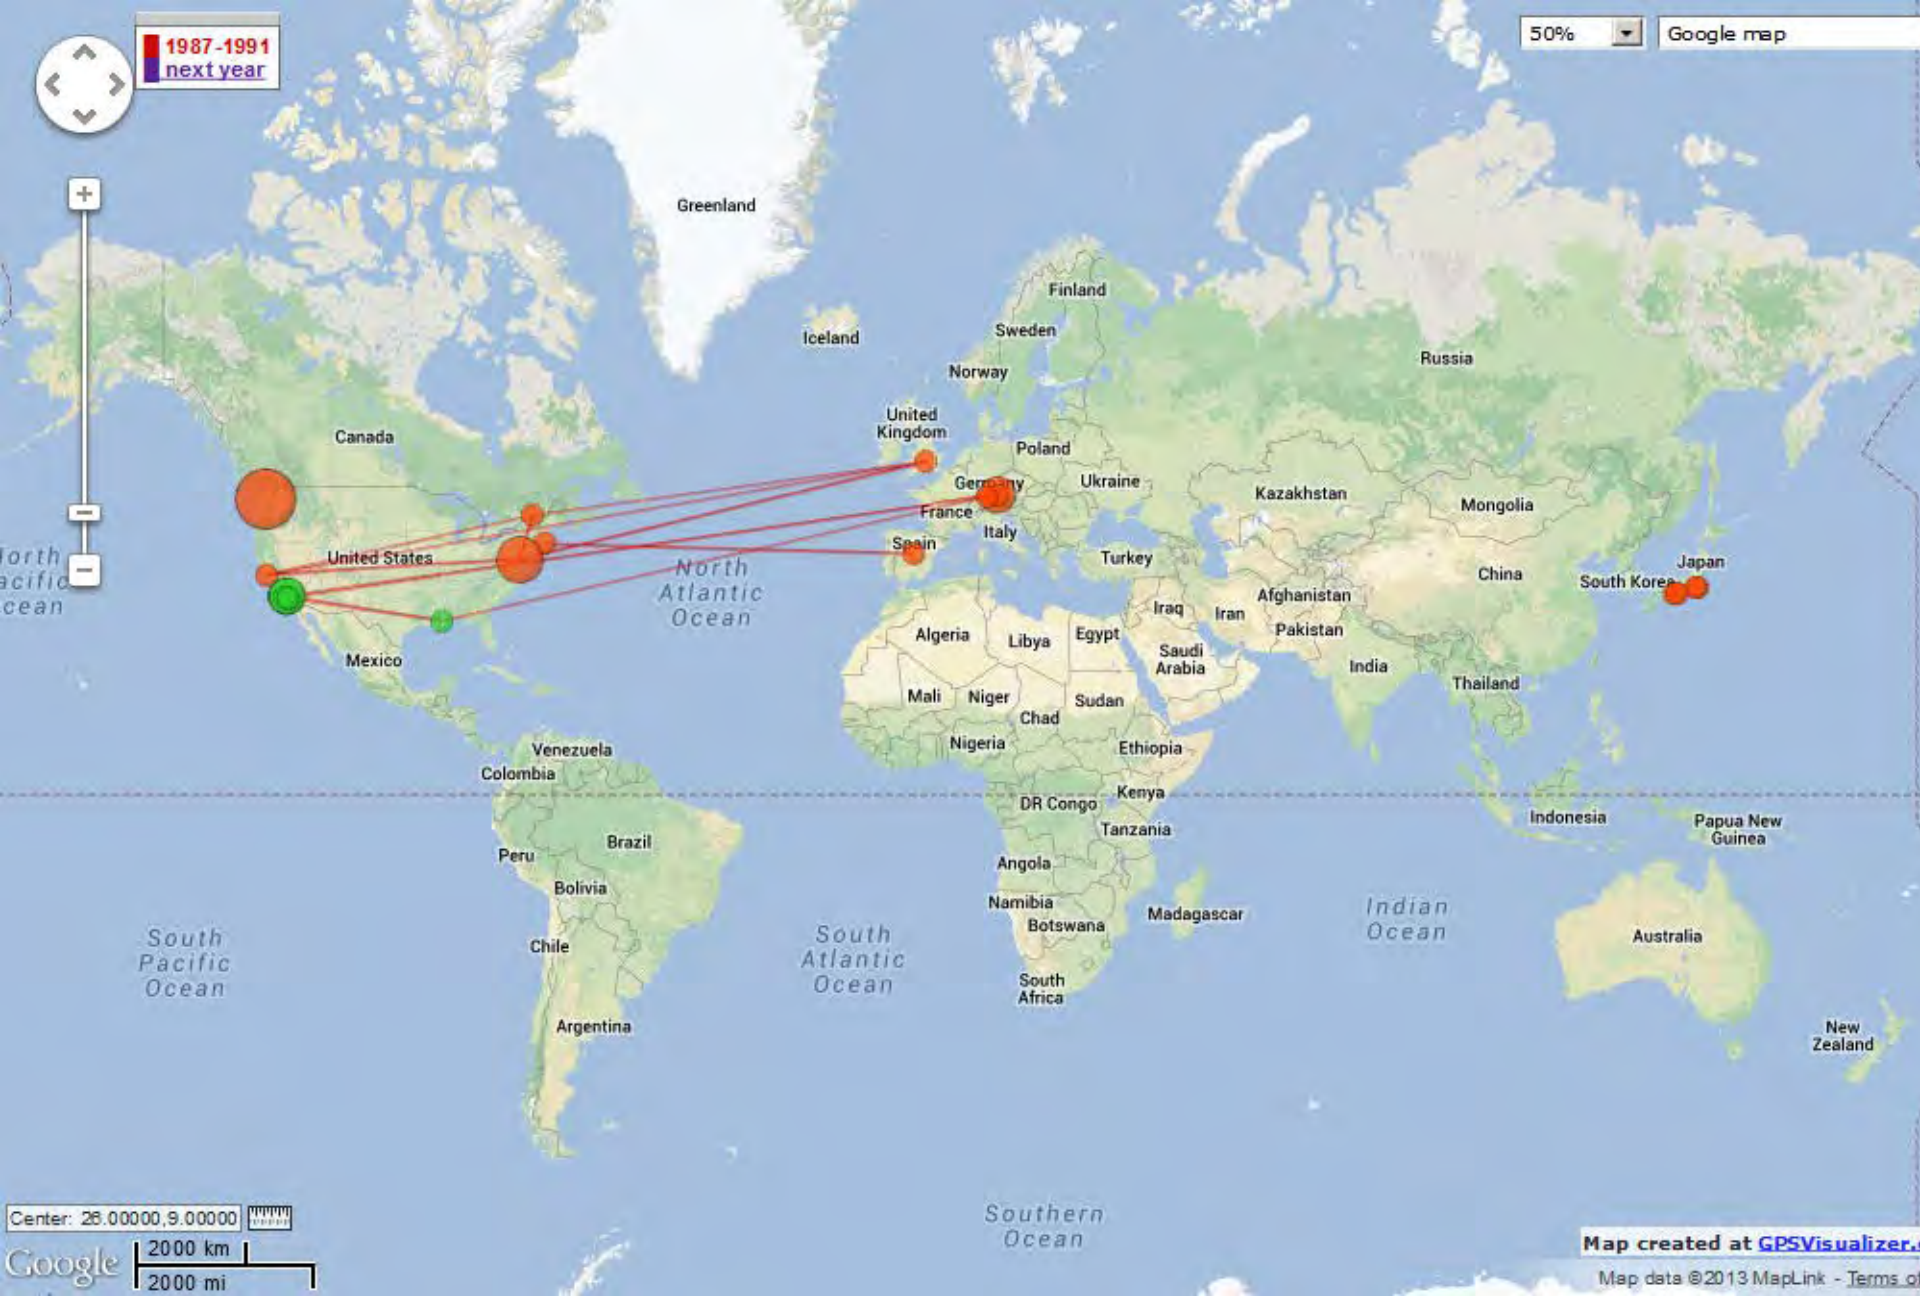 1987-1991
next year
50%
Google map
+
Greenland
Finland
Iceland
Sweden
Russia
Norway
United
Kingdom
Canada
Poland
Germany
Ukraine
Kazakhstan
Mongolia
France
Italy
United States
Spain
Turkey
Japan
North
Atlantic
Ocean
China
South Korea
Afghanistan
Iraq
Iran
Pakistan
Algeria
Libya
Egypt
Saudi
Arabia
Mexico
India
Thailand
Mali
Niger
Sudan
Chad
Nigeria
Ethiopia
Venezuela
Colombia
Kenya
DR Congo
Tanzania
Indonesia
Papua New
Guinea
Brazil
Peru
Angola
Bolivia
Namibia
Botswana
Madagascar
Indian
Ocean
Australia
South
Pacific
Ocean
Chile
South
Atlantic
Ocean
South
Africa
Argentina
New
Zealand
Southern
Ocean
Center: 26.00000,9.00000
Google
2000 km
2000 mi
Map created at GPSVisualizer.
Map data ©2013 MapLink - Terms of